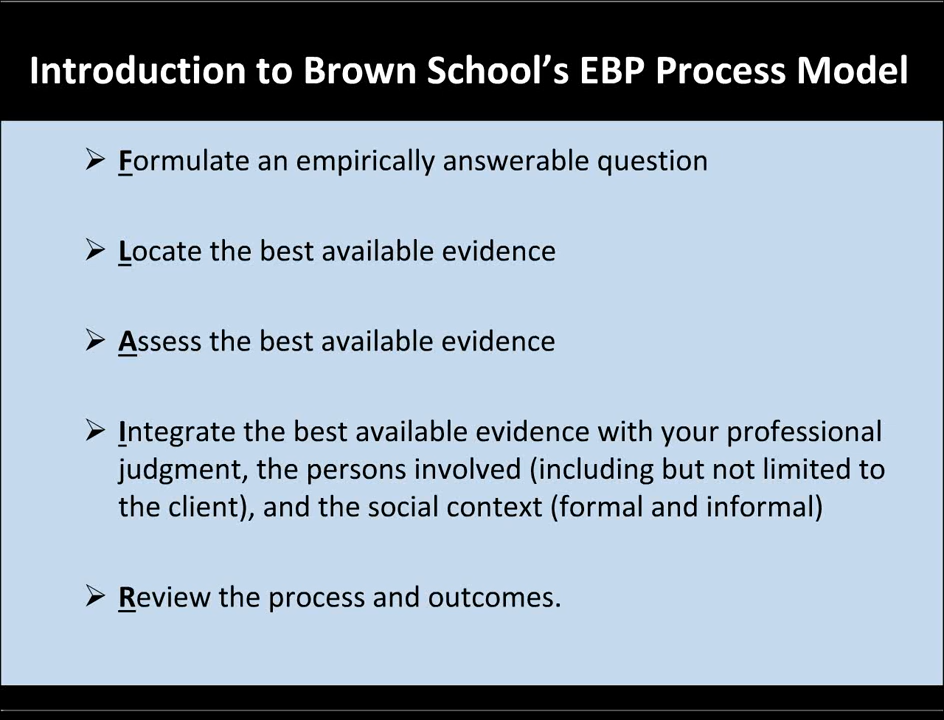 Introduction to Brown School’s EBP Process Model
➢ Formulate an empirically answerable question
➢ Locate the best available evidence
➢ Assess the best available evidence
➢ Integrate the best available evidence with your professional
judgment, the persons involved (including but not limited to
the client), and the social context (formal and informal)
➢ Review the process and outcomes.